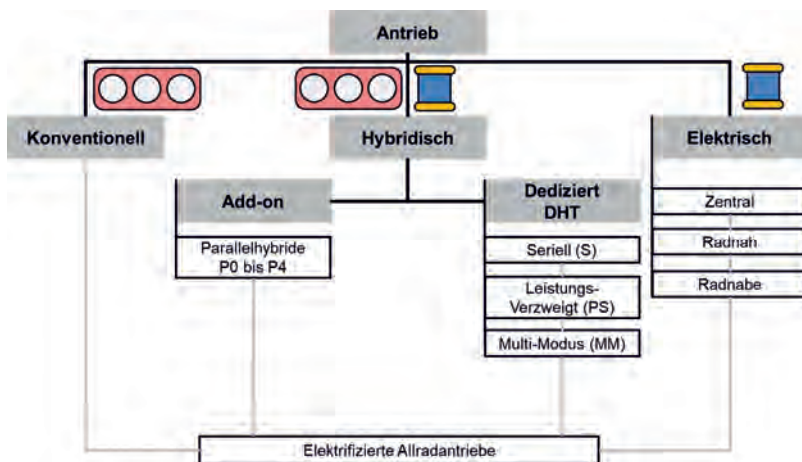 Antrieb
Konventionell
Hybridisch
Elektrisch
Add-on
Dediziert
DHT
Zentral
Parallelhybride
P0 bis P4
Seriell (S)
Radnah
Leistungs-
Verzweigt (PS)
Radnabe
Multi-Modus (MM)
Elektrifizierte Allradantriebe